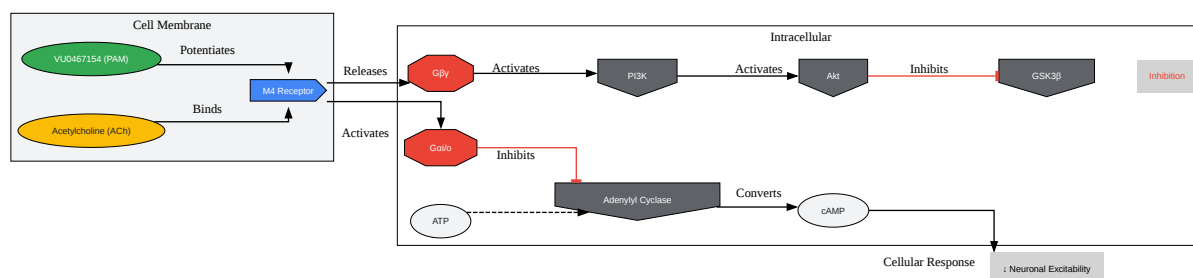 Cell Membrane
VU0467154 (PAM)
Potentiates
M4 Receptor
Binds
Acetylcholine (ACh)
Releases
Activates
Intracellular
Gβγ
Activates
PI3K
Activates
Akt
Inhibits
GSK3β
Inhibition
Gαi/o
Inhibits
Adenylyl Cyclase
Converts
ATP
cAMP
Cellular Response
↓ Neuronal Excitability